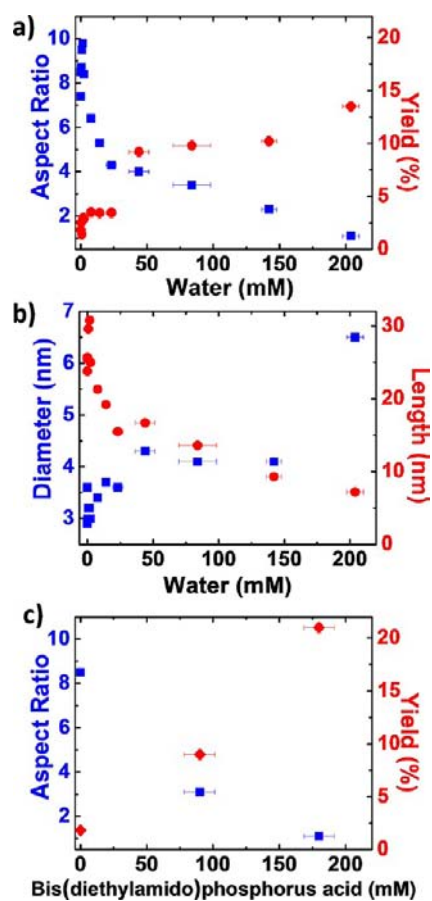 a)
10
8
6
4
2
Aspect Ratio
20
15
10
5
0
Yield (%)
0 50 100 150 200
Water (mM)
b)
7
6
5
4
3
Diameter (nm)
30
20
10
0
Length (nm)
0 50 100 150 200
Water (mM)
c)
10
8
6
4
2
Aspect Ratio
20
15
10
5
0
Yield (%)
0 50 100 150 200
Bis(diethylamido)phosphorus acid (mM)